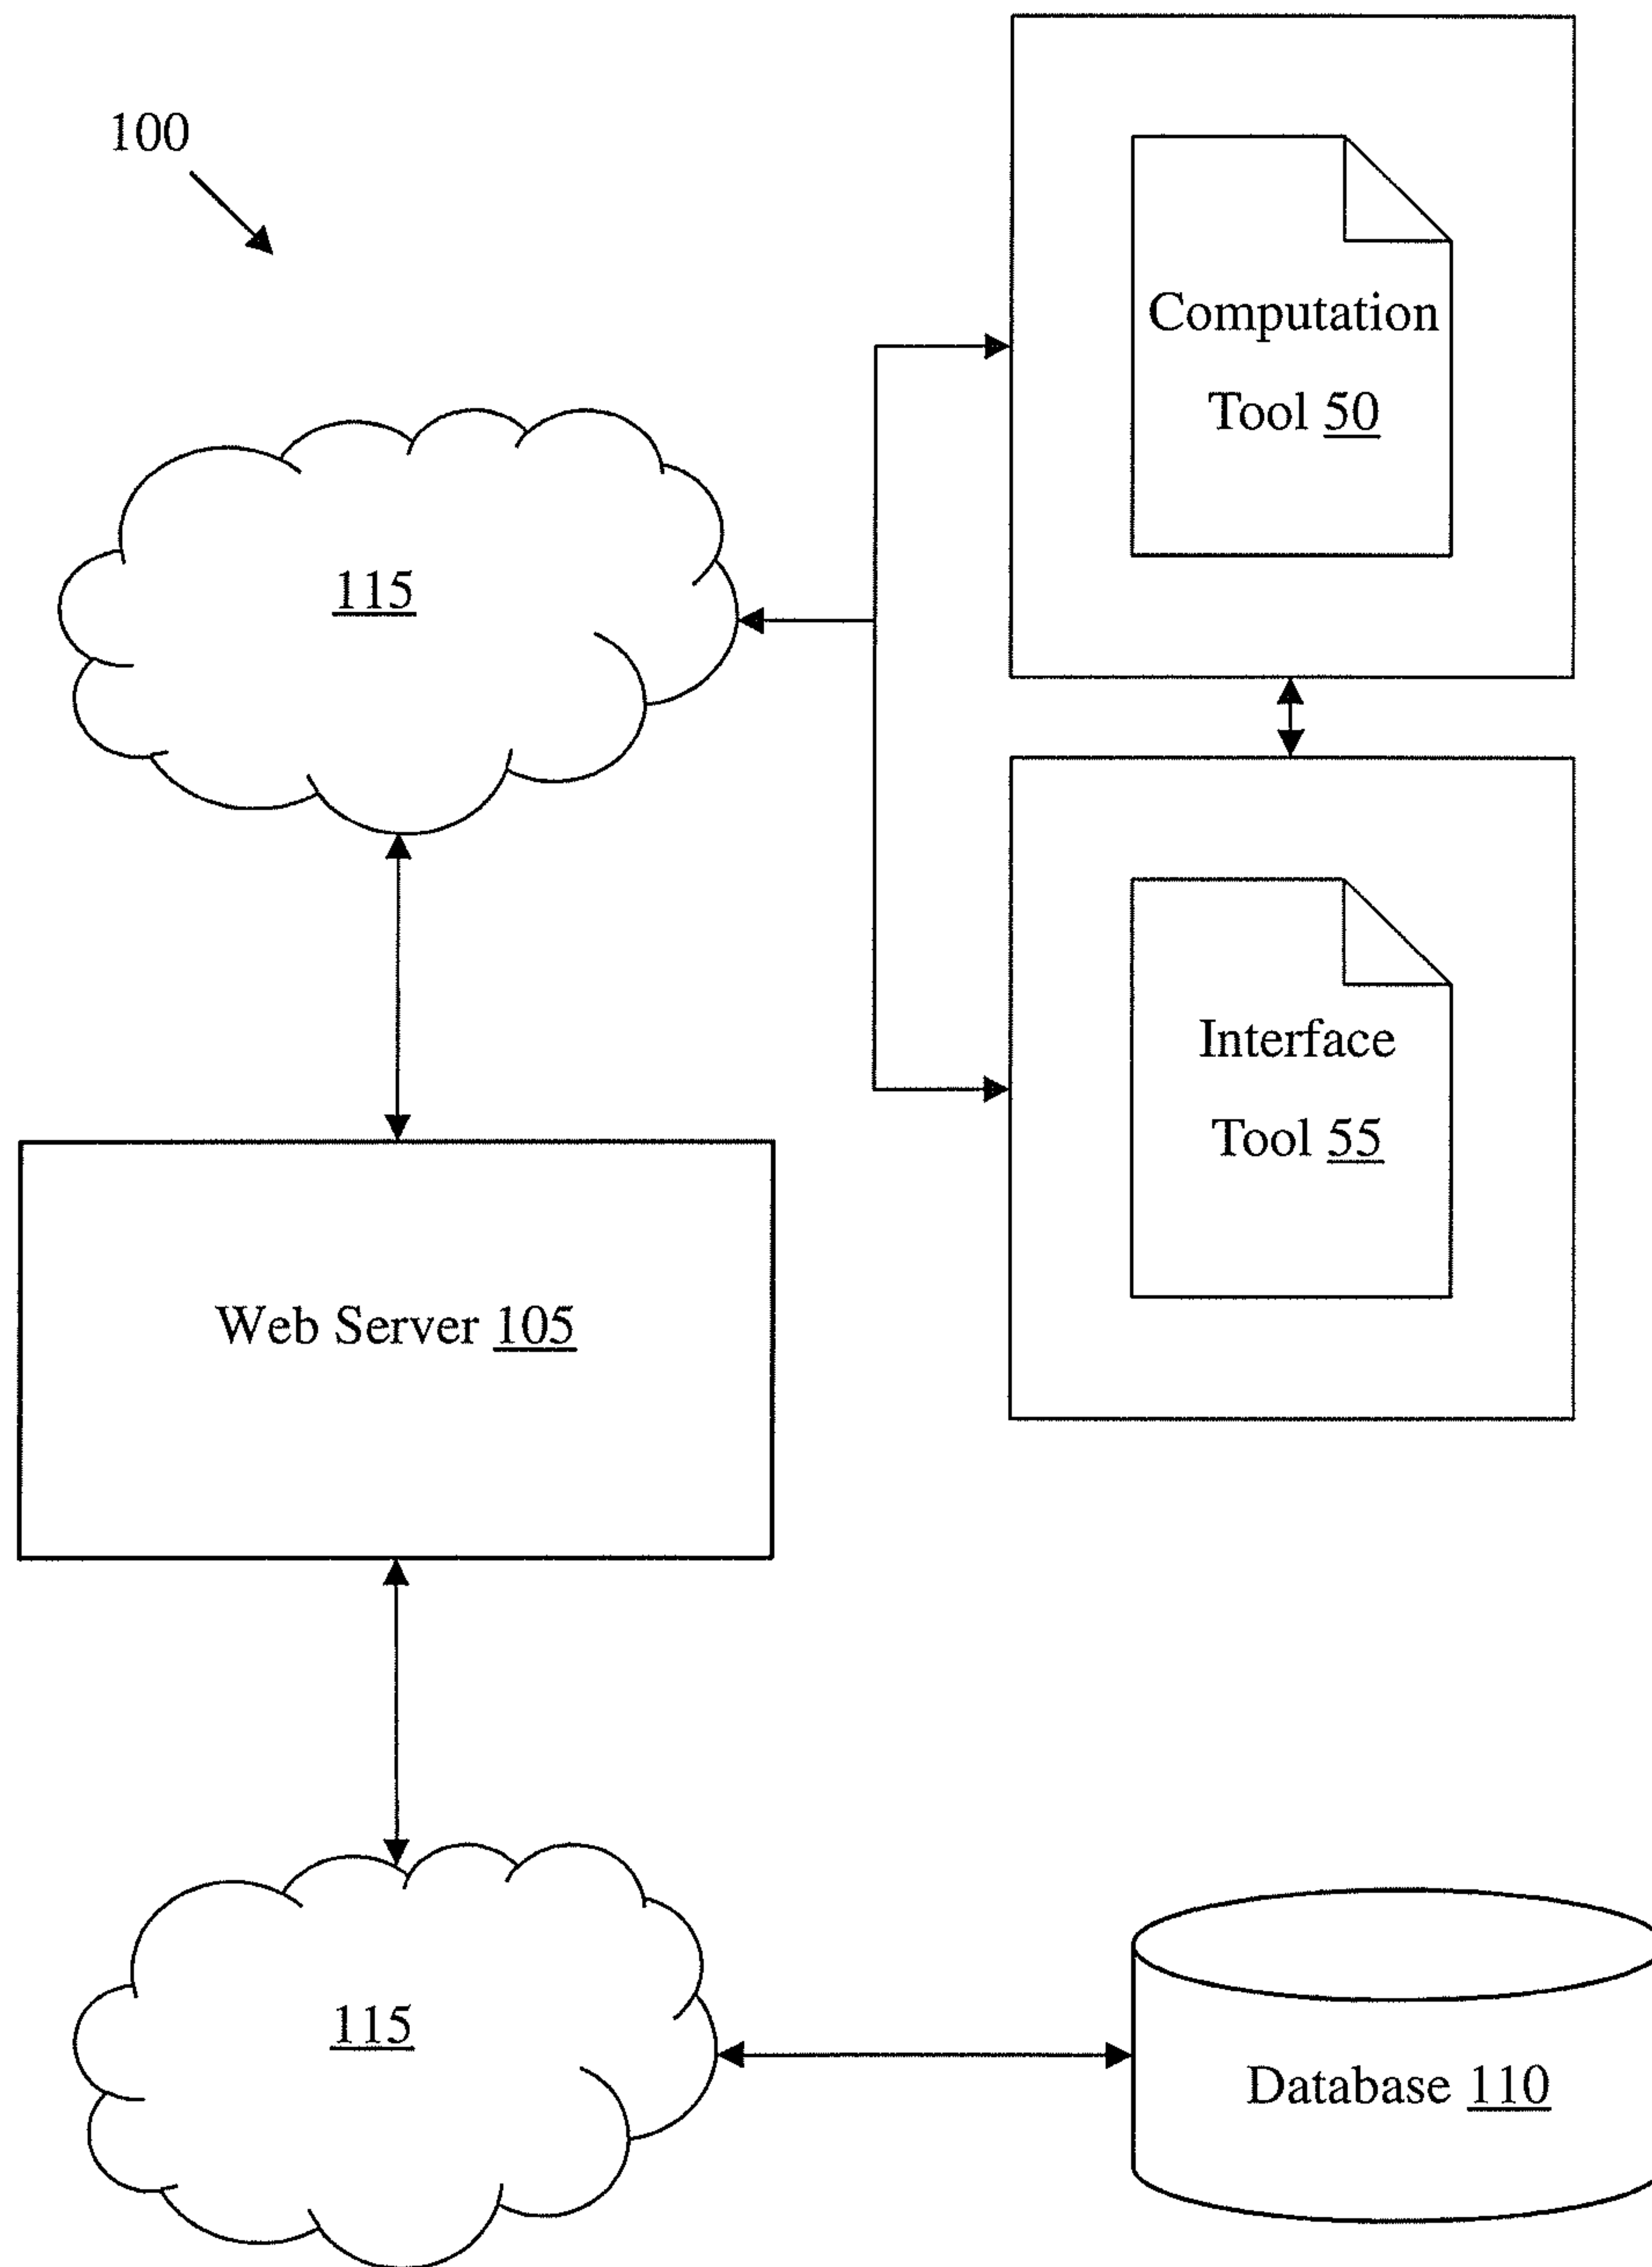 100
Computation
Tool 50
115
Interface
Tool 55
Web Server 105
115
Database 110